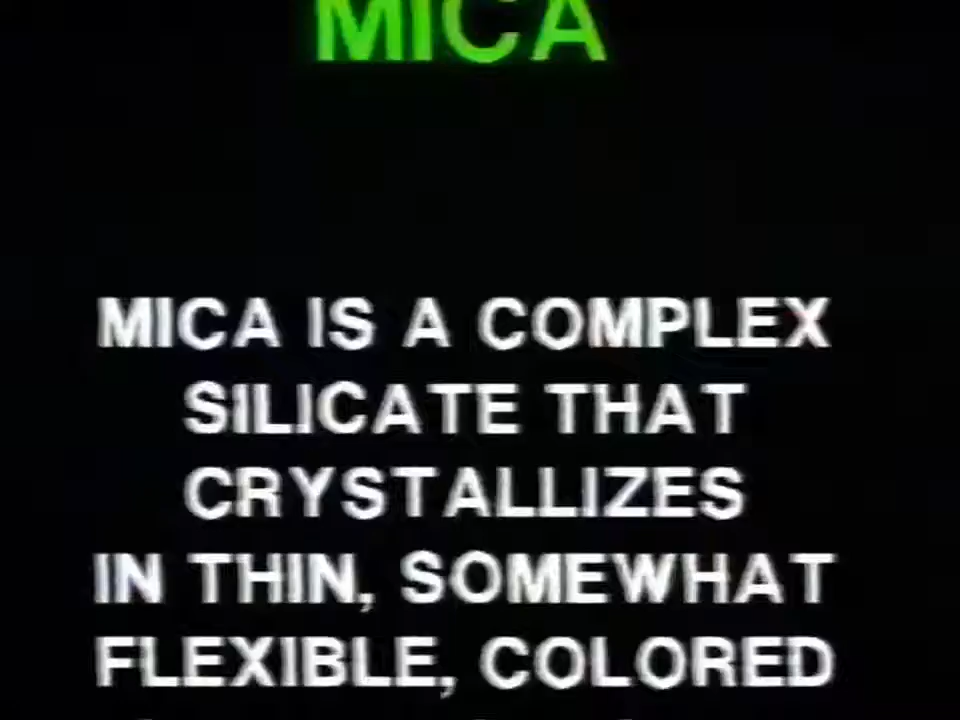 MICA
MICA IS A COMPLEX
SILICATE THAT
CRYSTALLIZES
IN THIN, SOMEWHAT
FLEXIBLE, COLORED